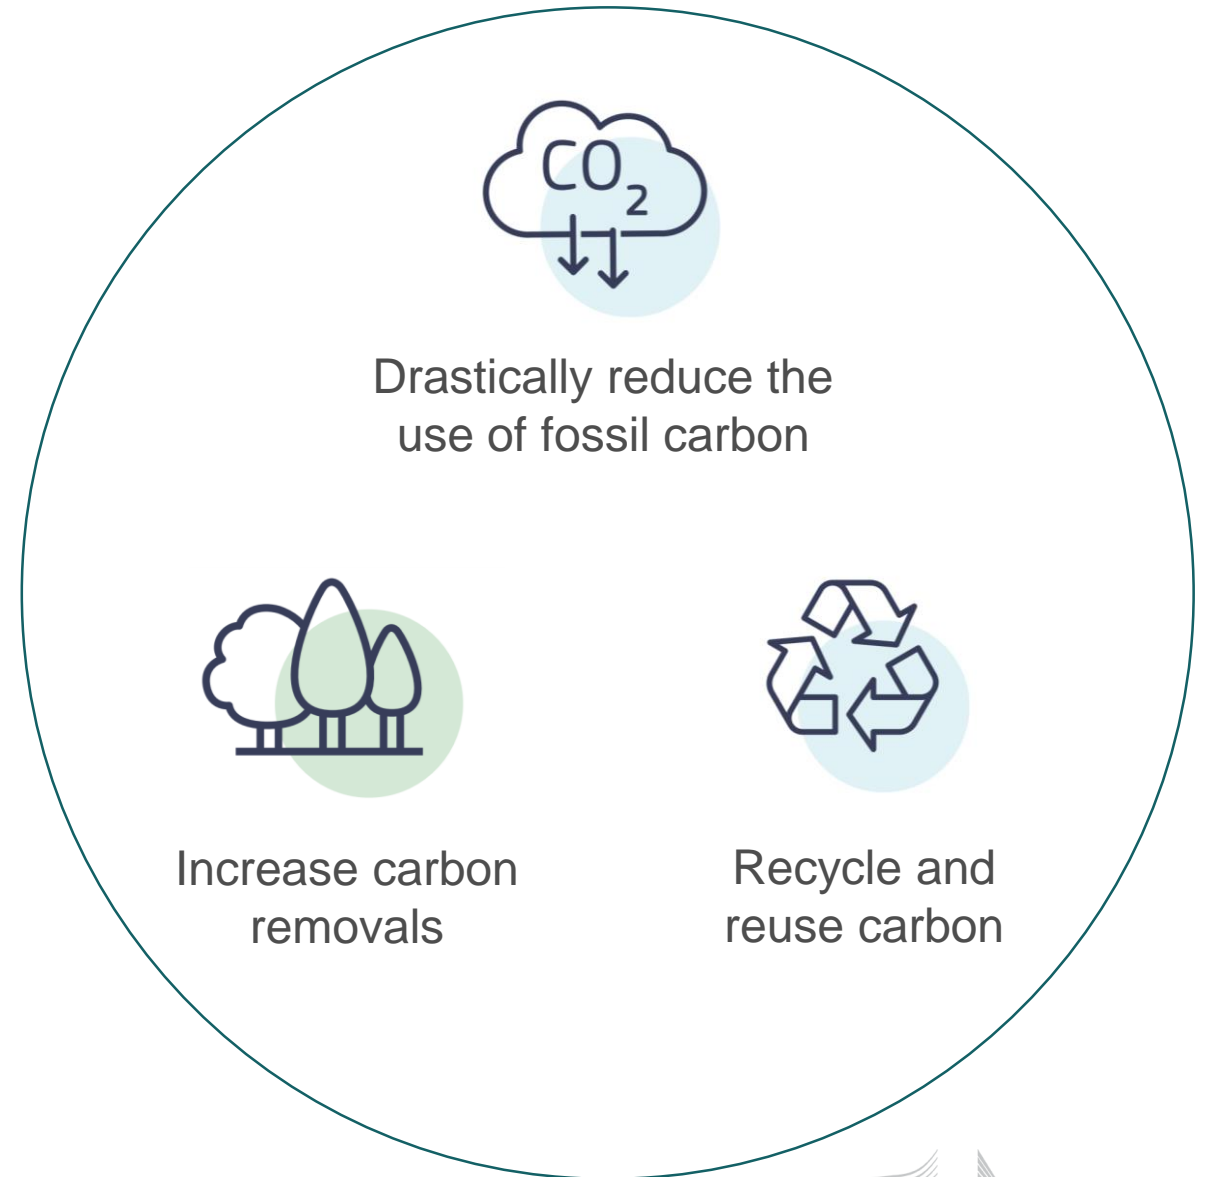 CO₂
Drastically reduce the
use of fossil carbon
Increase carbon
removals
Recycle and
reuse carbon